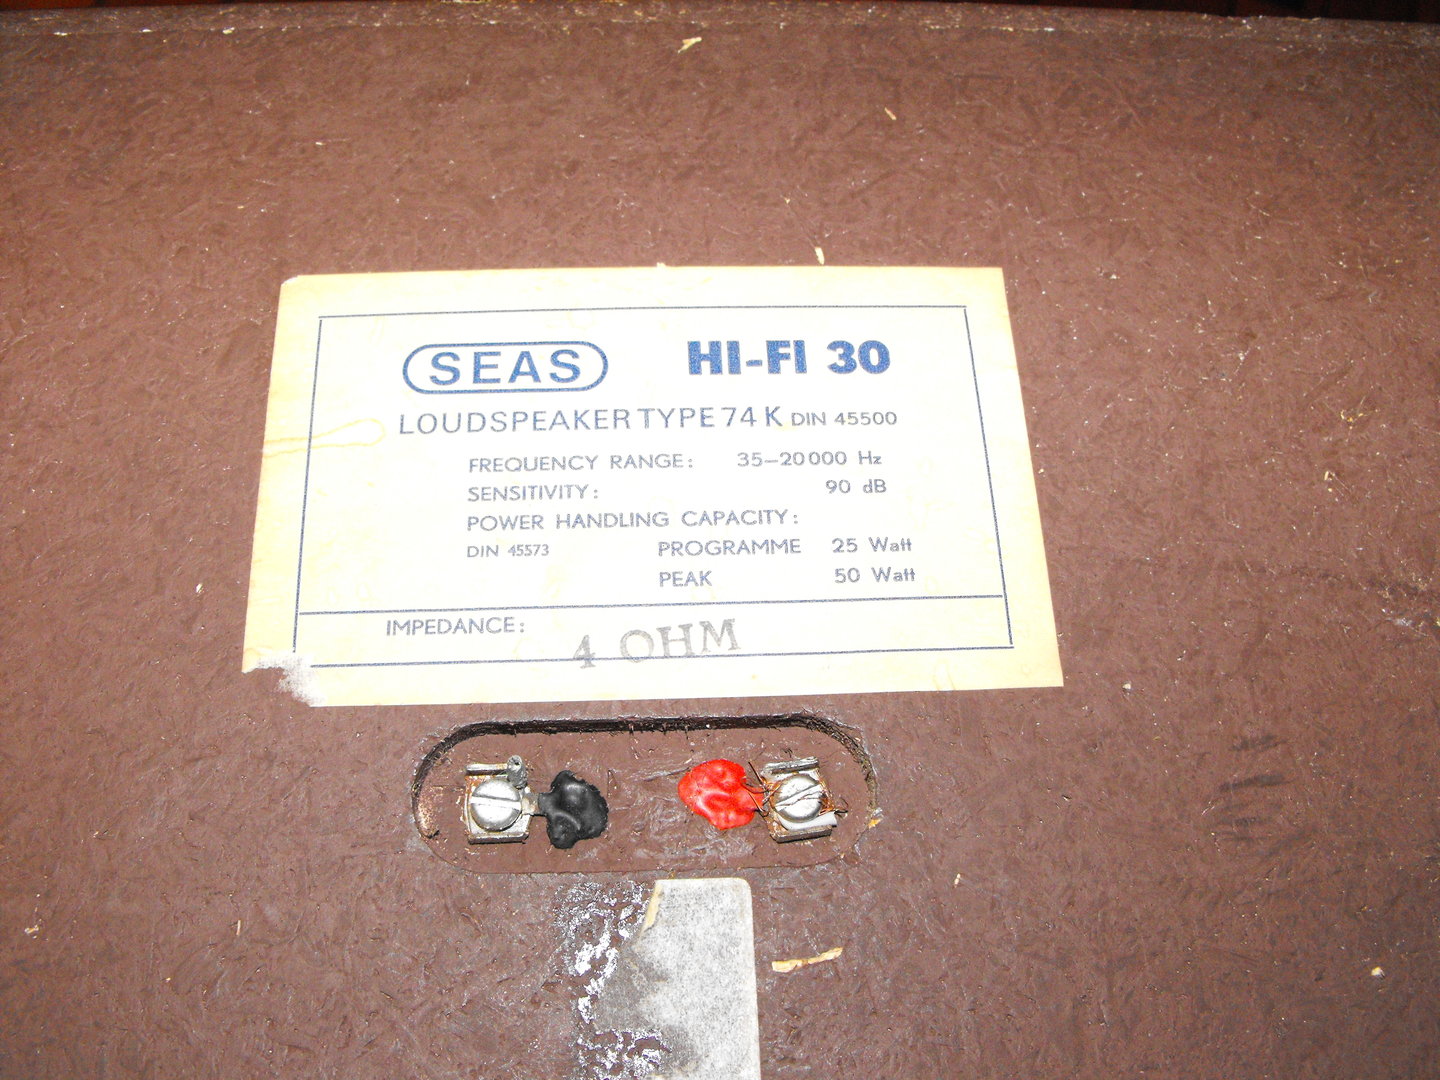 SEAS HI-FI 30
LOUDSPEAKER TYPE 74 K DIN 45500
FREQUENCY RANGE: 35-20000 Hz
SENSITIVITY: 90 dB
POWER HANDLING CAPACITY:
DIN 45573 PROGRAMME 25 Watt
PEAK 50 Watt
IMPEDANCE: 4 OHM